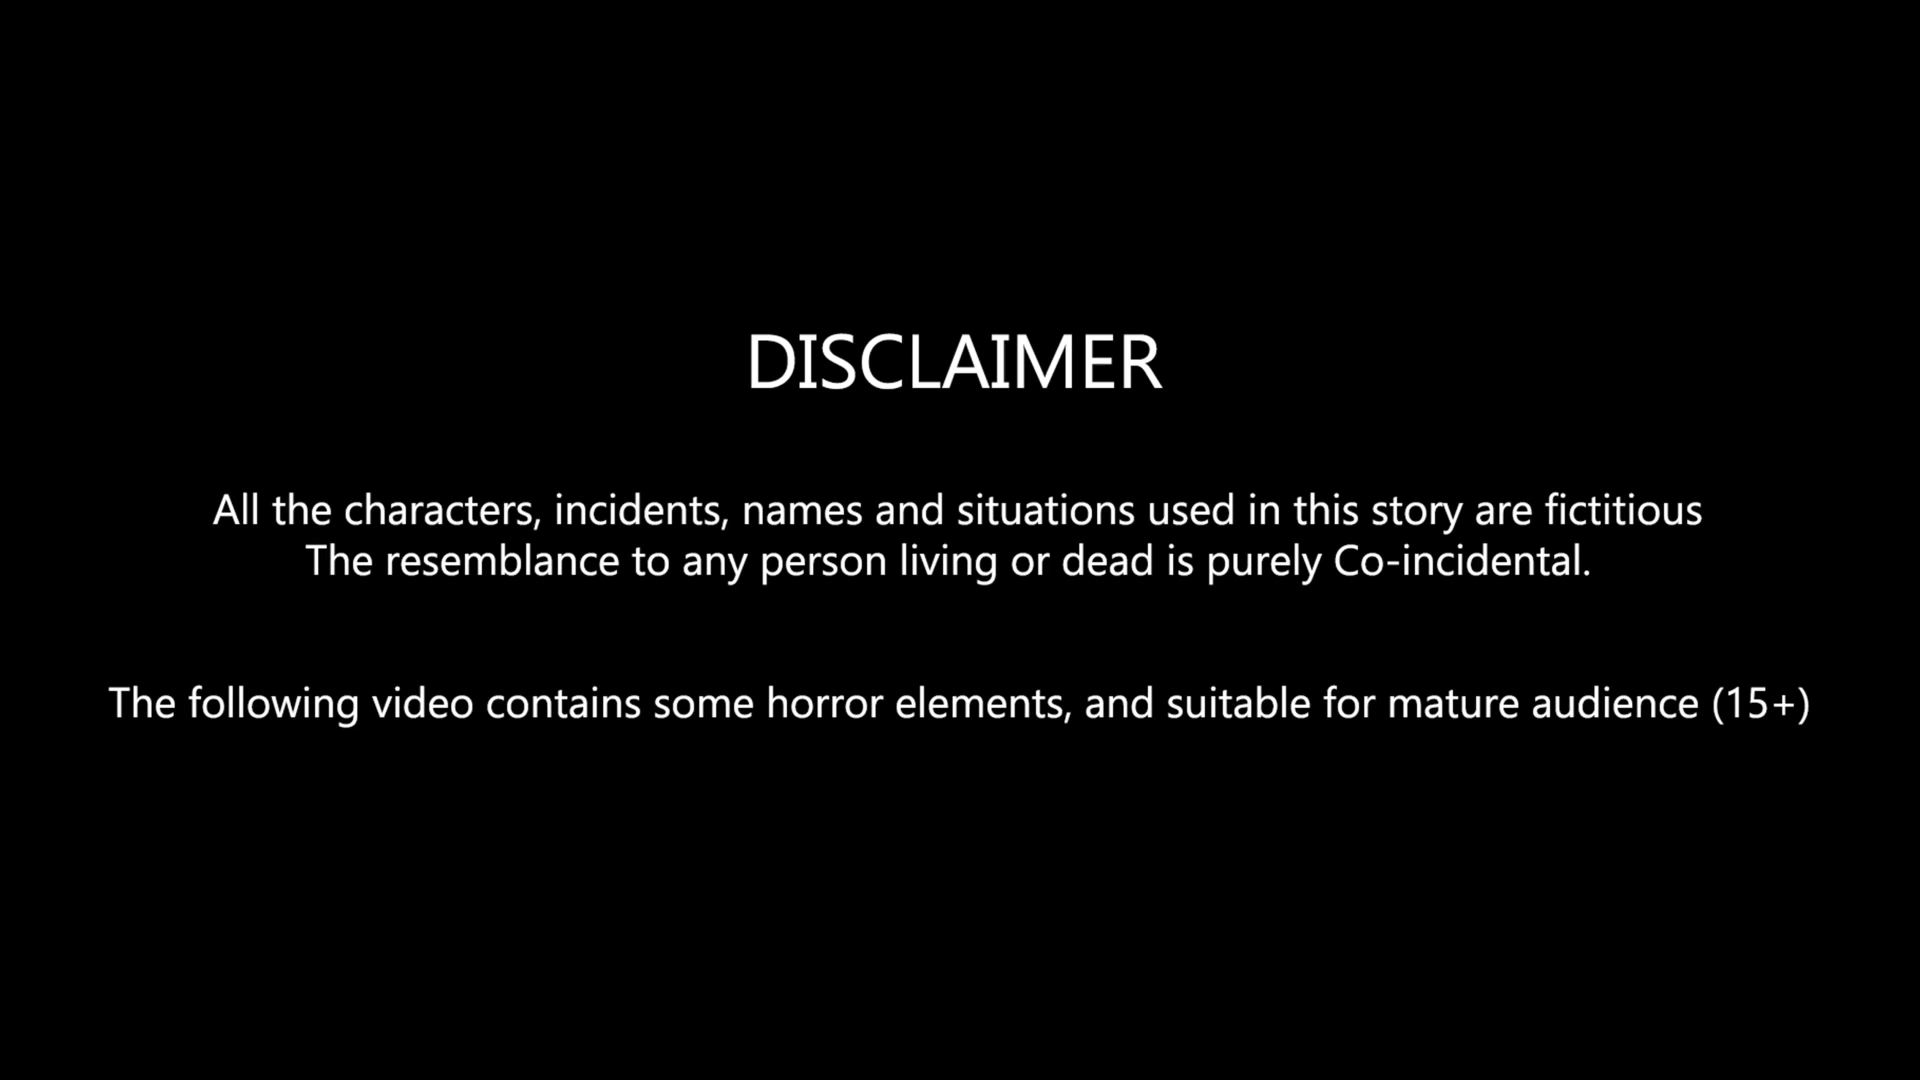 DISCLAIMER
All the characters, incidents, names and situations used in this story are fictitious
The resemblance to any person living or dead is purely Co-incidental.
The following video contains some horror elements, and suitable for mature audience (15+)